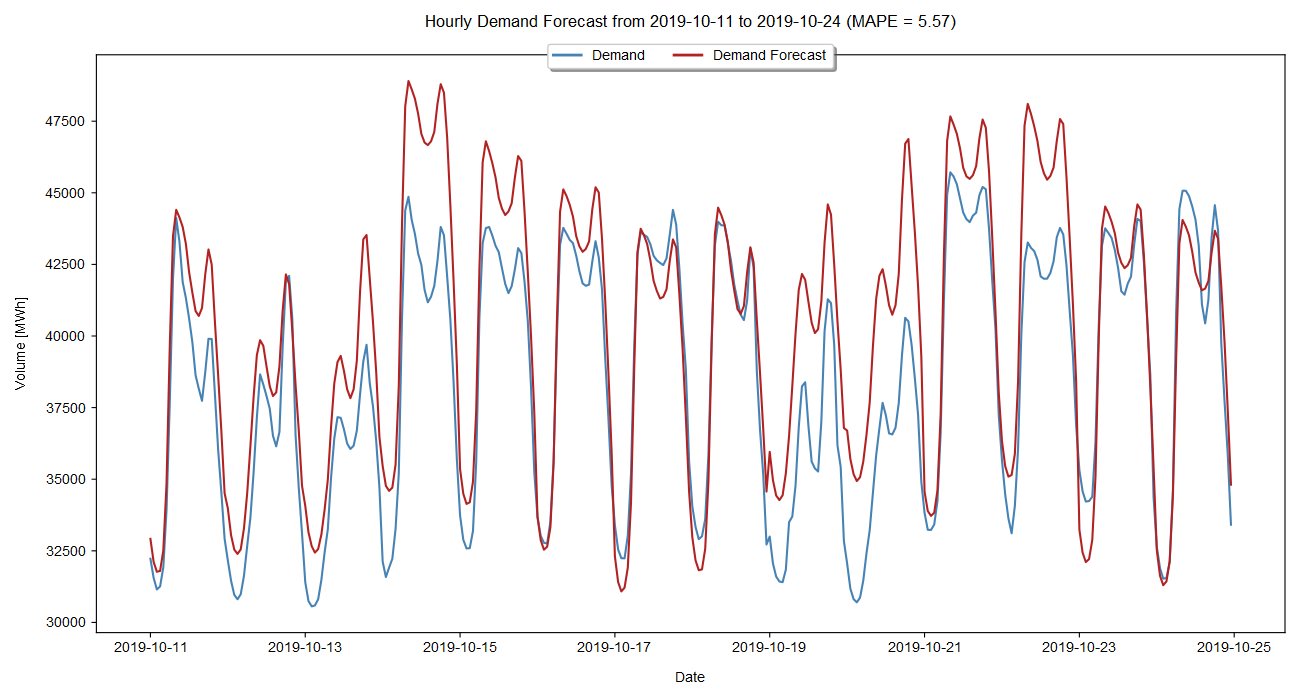 Hourly Demand Forecast from 2019-10-11 to 2019-10-24 (MAPE = 5.57)
Demand Demand Forecast
47500
45000
42500
40000
37500
35000
32500
30000
Volume [MWh]
2019-10-11 2019-10-13 2019-10-15 2019-10-17 2019-10-19 2019-10-21 2019-10-23 2019-10-25
Date